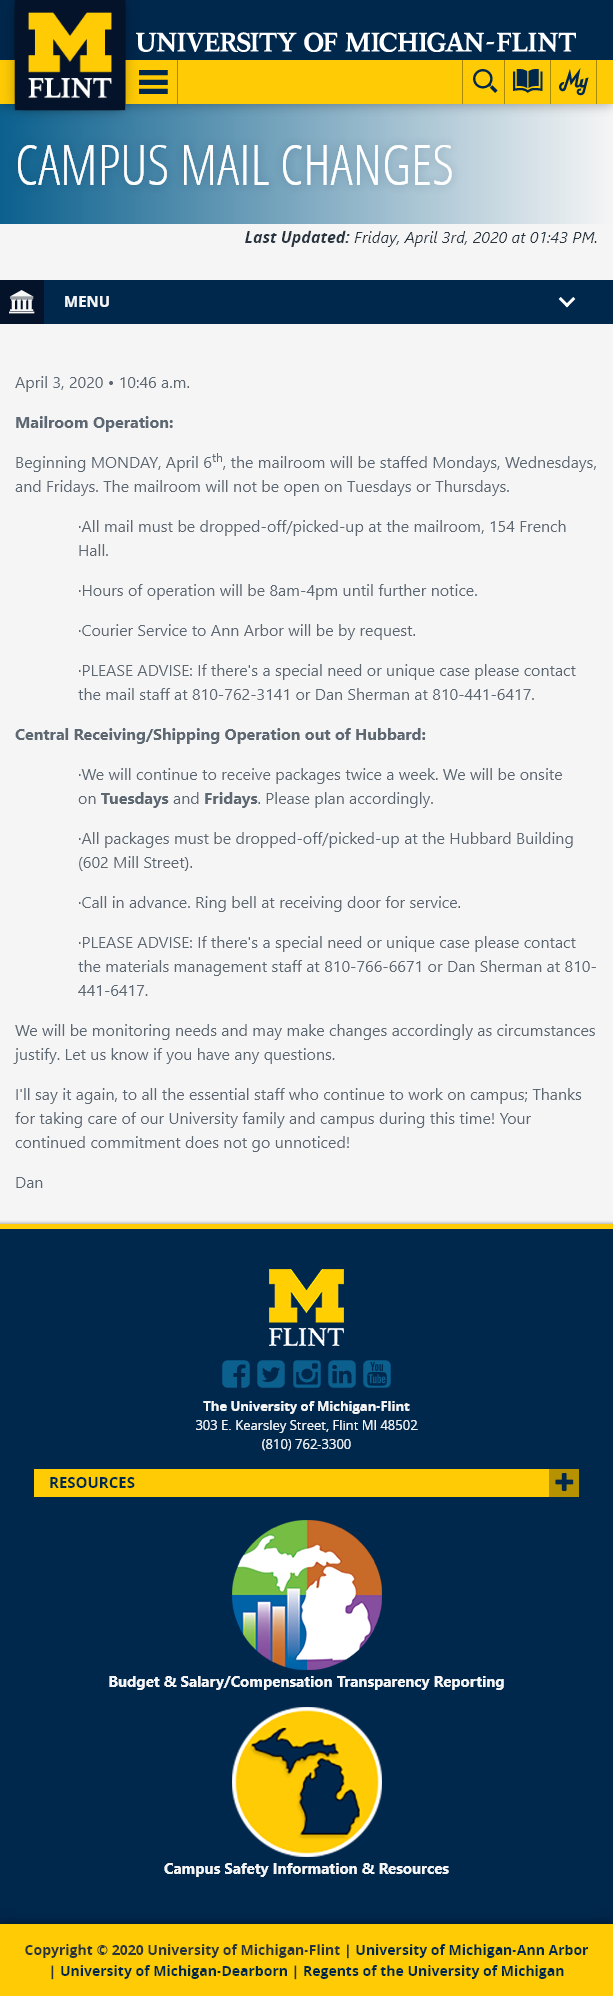 M
FLINT
UNIVERSITY OF MICHIGAN-FLINT
My
CAMPUS MAIL CHANGES
Last Updated: Friday, April 3rd, 2020 at 01:43 PM.
MENU
April 3, 2020 • 10:46 a.m.
Mailroom Operation:
Beginning MONDAY, April 6th, the mailroom will be staffed Mondays, Wednesdays,
and Fridays. The mailroom will not be open on Tuesdays or Thursdays.
·All mail must be dropped-off/picked-up at the mailroom, 154 French
Hall.
·Hours of operation will be 8am-4pm until further notice.
·Courier Service to Ann Arbor will be by request.
·PLEASE ADVISE: If there's a special need or unique case please contact
the mail staff at 810-762-3141 or Dan Sherman at 810-441-6417.
Central Receiving/Shipping Operation out of Hubbard:
·We will continue to receive packages twice a week. We will be onsite
on Tuesdays and Fridays. Please plan accordingly.
·All packages must be dropped-off/picked-up at the Hubbard Building
(602 Mill Street).
·Call in advance. Ring bell at receiving door for service.
·PLEASE ADVISE: If there's a special need or unique case please contact
the materials management staff at 810-766-6671 or Dan Sherman at 810-
441-6417.
We will be monitoring needs and may make changes accordingly as circumstances
justify. Let us know if you have any questions.
I'll say it again, to all the essential staff who continue to work on campus; Thanks
for taking care of our University family and campus during this time! Your
continued commitment does not go unnoticed!
Dan
M
FLINT
You Tube
The University of Michigan-Flint
303 E. Kearsley Street, Flint MI 48502
(810) 762-3300
RESOURCES
Budget & Salary/Compensation Transparency Reporting
Campus Safety Information & Resources
Copyright © 2020 University of Michigan-Flint | University of Michigan-Ann Arbor
| University of Michigan-Dearborn | Regents of the University of Michigan